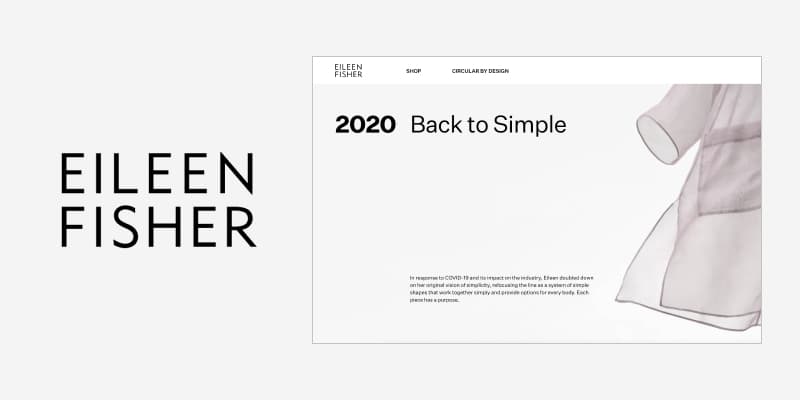 EILEEN
FISHER
EILEEN
FISHER
SHOP
CIRCULAR BY DESIGN
2020 Back to Simple
In response to COVID-19 and its impact on the industry, Eileen doubled down
on her original vision of simplicity, refocusing the line as a system of simple
shapes that work together simply and provide options for every body. Each
piece has a purpose.